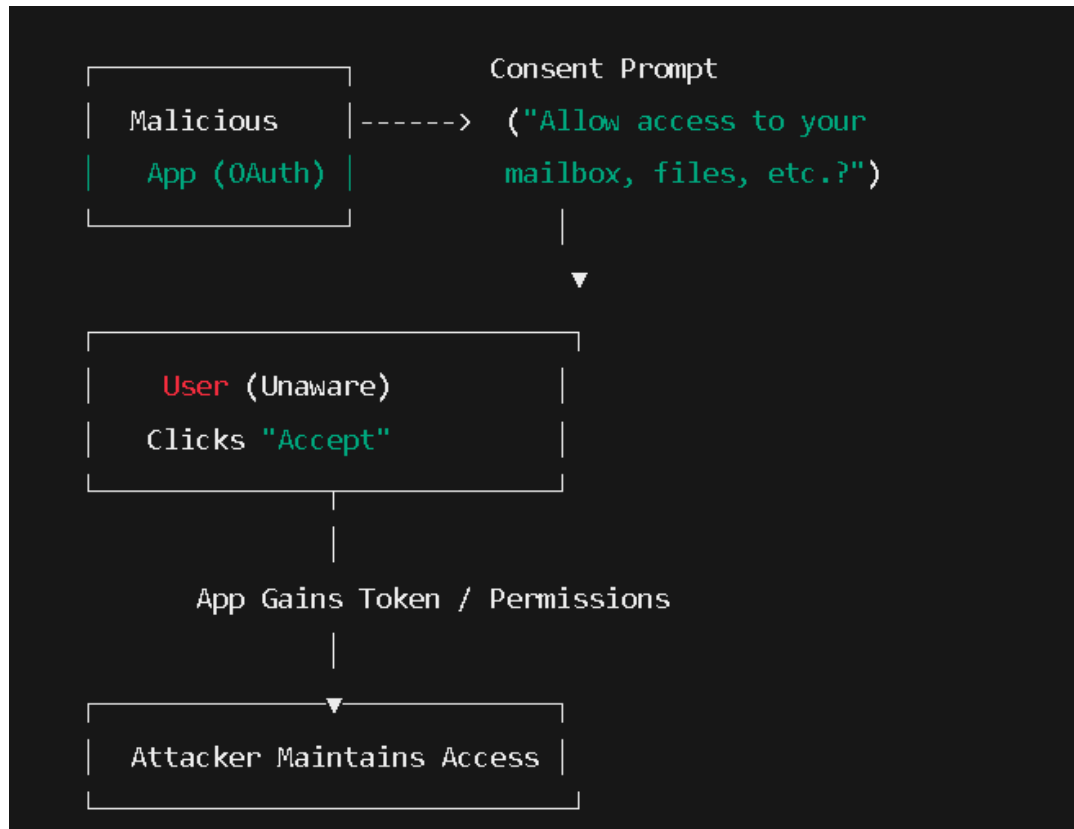 Consent Prompt
Malicious ------> ("Allow access to your
App (OAuth) mailbox, files, etc.?")
User (Unaware)
Clicks "Accept"
App Gains Token / Permissions
Attacker Maintains Access